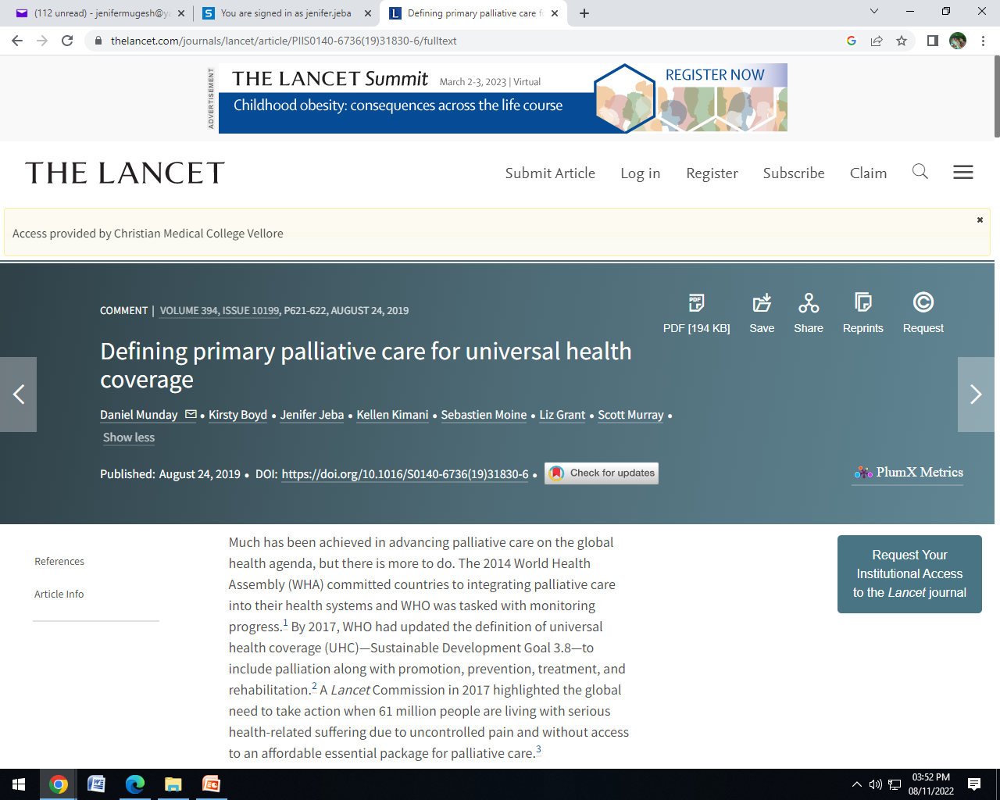 (112 unread) - jenifermugesh@ya
You are signed in as jenifer.jeba
Defining primary palliative care fo
thelancet.com/journals/lancet/article/PIIS0140-6736(19)31830-6/fulltext
ADVERTISEMENT
THE LANCET Summit March 2-3, 2023 | Virtual
REGISTER NOW
Childhood obesity: consequences across the life course
THE LANCET
Submit Article Log in Register Subscribe Claim
Access provided by Christian Medical College Vellore
COMMENT | VOLUME 394, ISSUE 10199, P621-622, AUGUST 24, 2019
PDF [194 KB] Save Share Reprints Request
Defining primary palliative care for universal health
coverage
Daniel Munday • Kirsty Boyd • Jenifer Jeba • Kellen Kimani • Sebastien Moine • Liz Grant • Scott Murray •
Show less
Published: August 24, 2019 • DOI: https://doi.org/10.1016/S0140-6736(19)31830-6 • Check for updates
PlumX Metrics
References
Article Info
Much has been achieved in advancing palliative care on the global
health agenda, but there is more to do. The 2014 World Health
Assembly (WHA) committed countries to integrating palliative care
into their health systems and WHO was tasked with monitoring
progress.1 By 2017, WHO had updated the definition of universal
health coverage (UHC)—Sustainable Development Goal 3.8—to
include palliation along with promotion, prevention, treatment, and
rehabilitation.2 A Lancet Commission in 2017 highlighted the global
need to take action when 61 million people are living with serious
health-related suffering due to uncontrolled pain and without access
to an affordable essential package for palliative care.3
Request Your
Institutional Access
to the Lancet journal
03:52 PM
08/11/2022